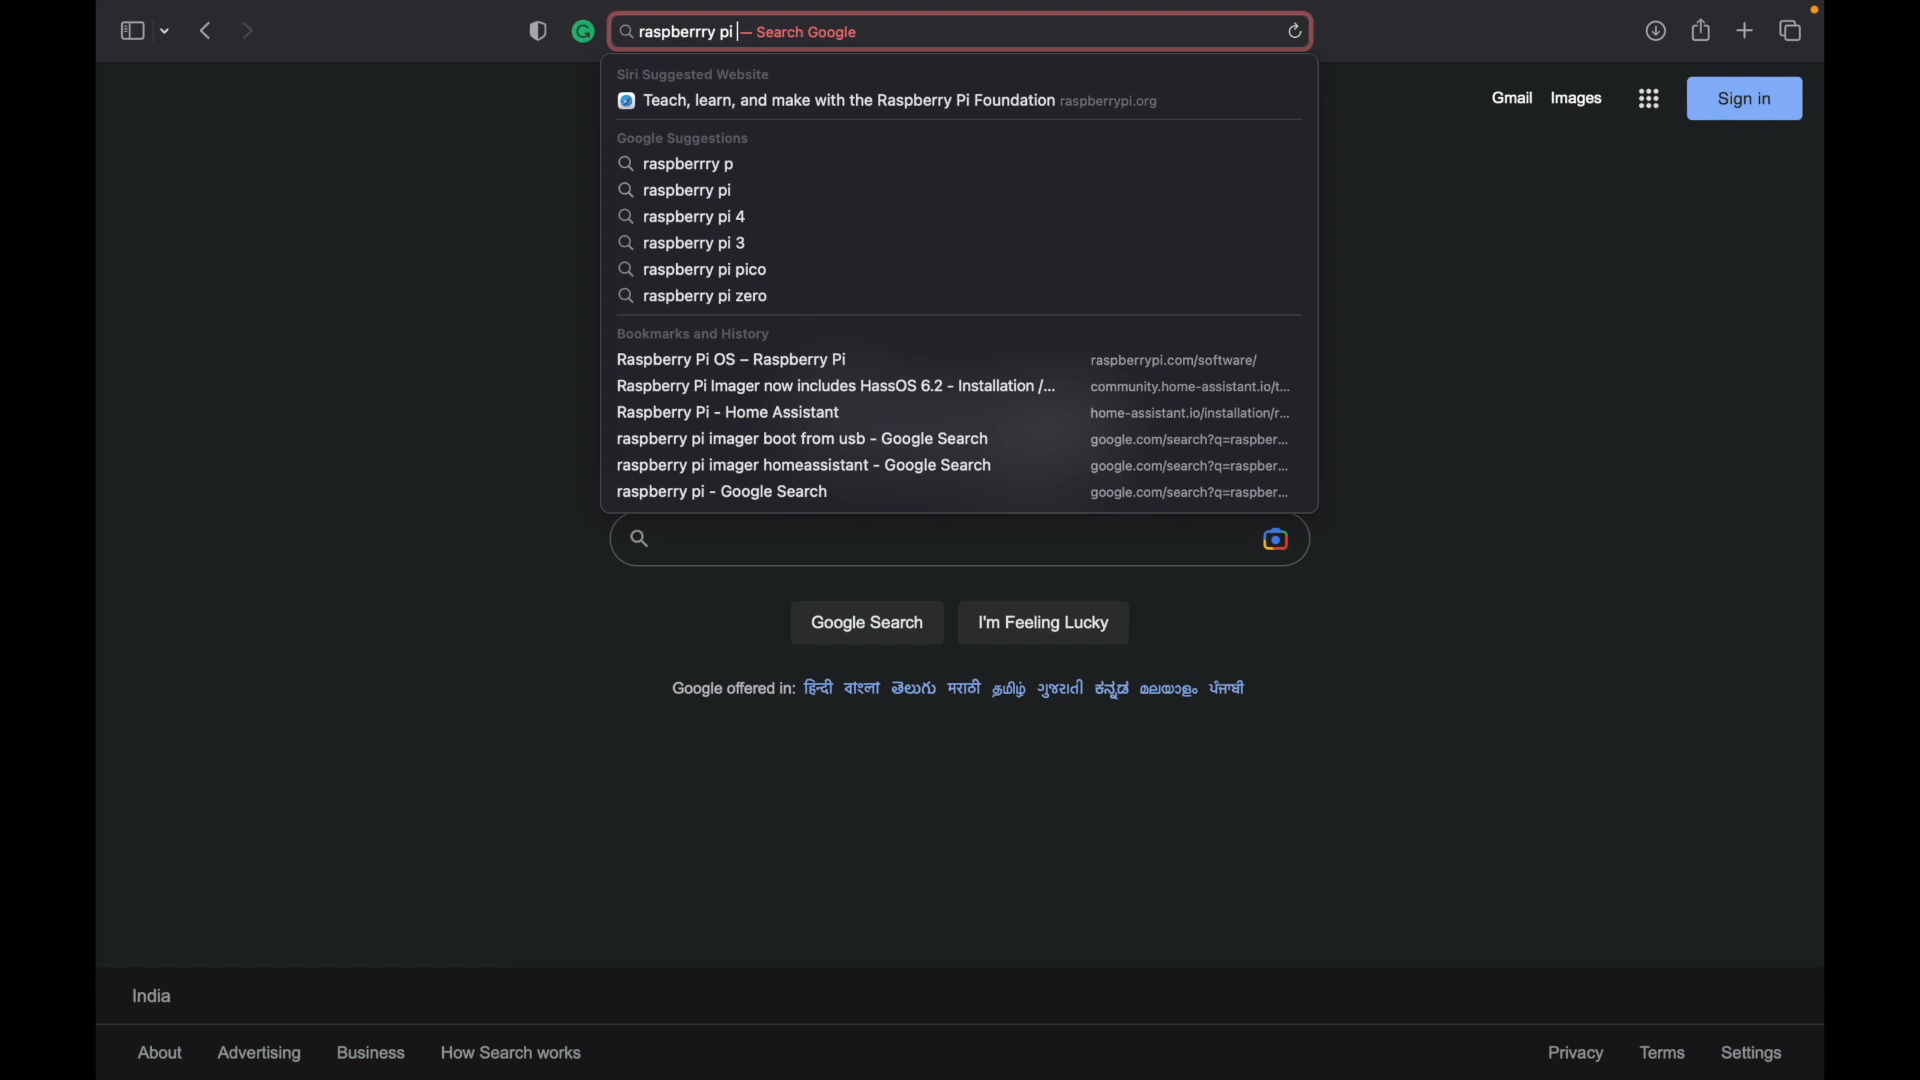 raspberrry pi — Search Google
Gmail Images Sign in
Siri Suggested Website
Teach, learn, and make with the Raspberry Pi Foundation raspberrypi.org
Google Suggestions
raspberrry p
raspberry pi
raspberry pi 4
raspberry pi 3
raspberry pi pico
raspberry pi zero
Bookmarks and History
Raspberry Pi OS – Raspberry Pi raspberrypi.com/software/
Raspberry Pi Imager now includes HassOS 6.2 - Installation /... community.home-assistant.io/t...
Raspberry Pi - Home Assistant home-assistant.io/installation/r...
raspberry pi imager boot from usb - Google Search google.com/search?q=raspber...
raspberry pi imager homeassistant - Google Search google.com/search?q=raspber...
raspberry pi - Google Search google.com/search?q=raspber...
Google Search I'm Feeling Lucky
Google offered in: हिन्दी বাংলা తెలుగు मराठी தமிழ் ગુજરાતી ಕನ್ನಡ മലയാളം ਪੰਜਾਬੀ
India
About Advertising Business How Search works Privacy Terms Settings